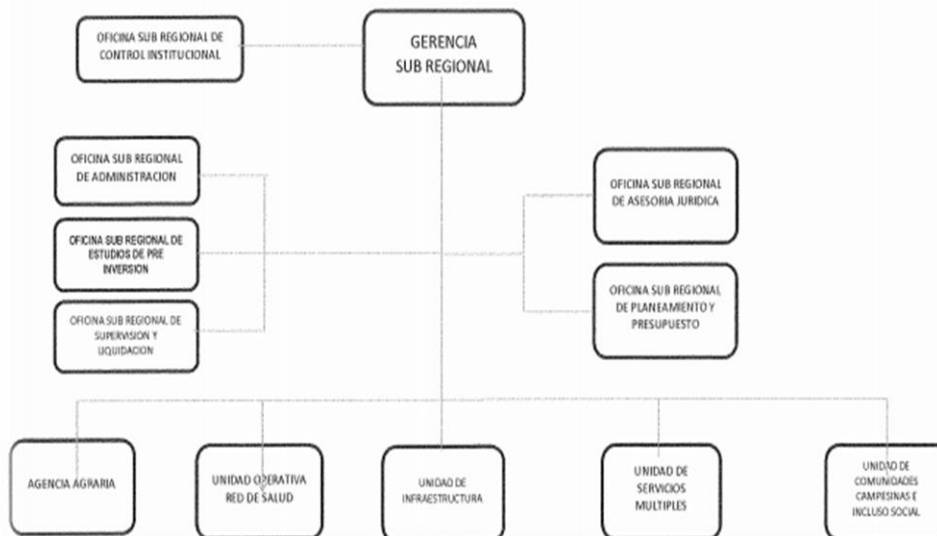 OFICINA SUB REGIONAL DE
CONTROL INSTITUCIONAL
GERENCIA
SUB REGIONAL
OFICINA SUB REGIONAL
DE ADMINISTRACION
OFICINA SUB REGIONAL DE
ESTUDIOS DE PRE
INVERSION
OFICINA SUB REGIONAL DE
SUPERVISION Y
LIQUIDACION
OFICINA SUB REGIONAL
DE ASESORIA JURIDICA
OFICINA SUB REGIONAL
DE PLANEAMIENTO Y
PRESUPUESTO
AGENCIA AGRARIA
UNIDAD OPERATIVA
RED DE SALUD
UNIDAD DE
INFRAESTRUCTURA
UNIDAD DE
SERVICIOS
MULTIPLES
UNIDAD DE
COMUNIDADES
CAMPESINAS E
INCLUSO SOCIAL